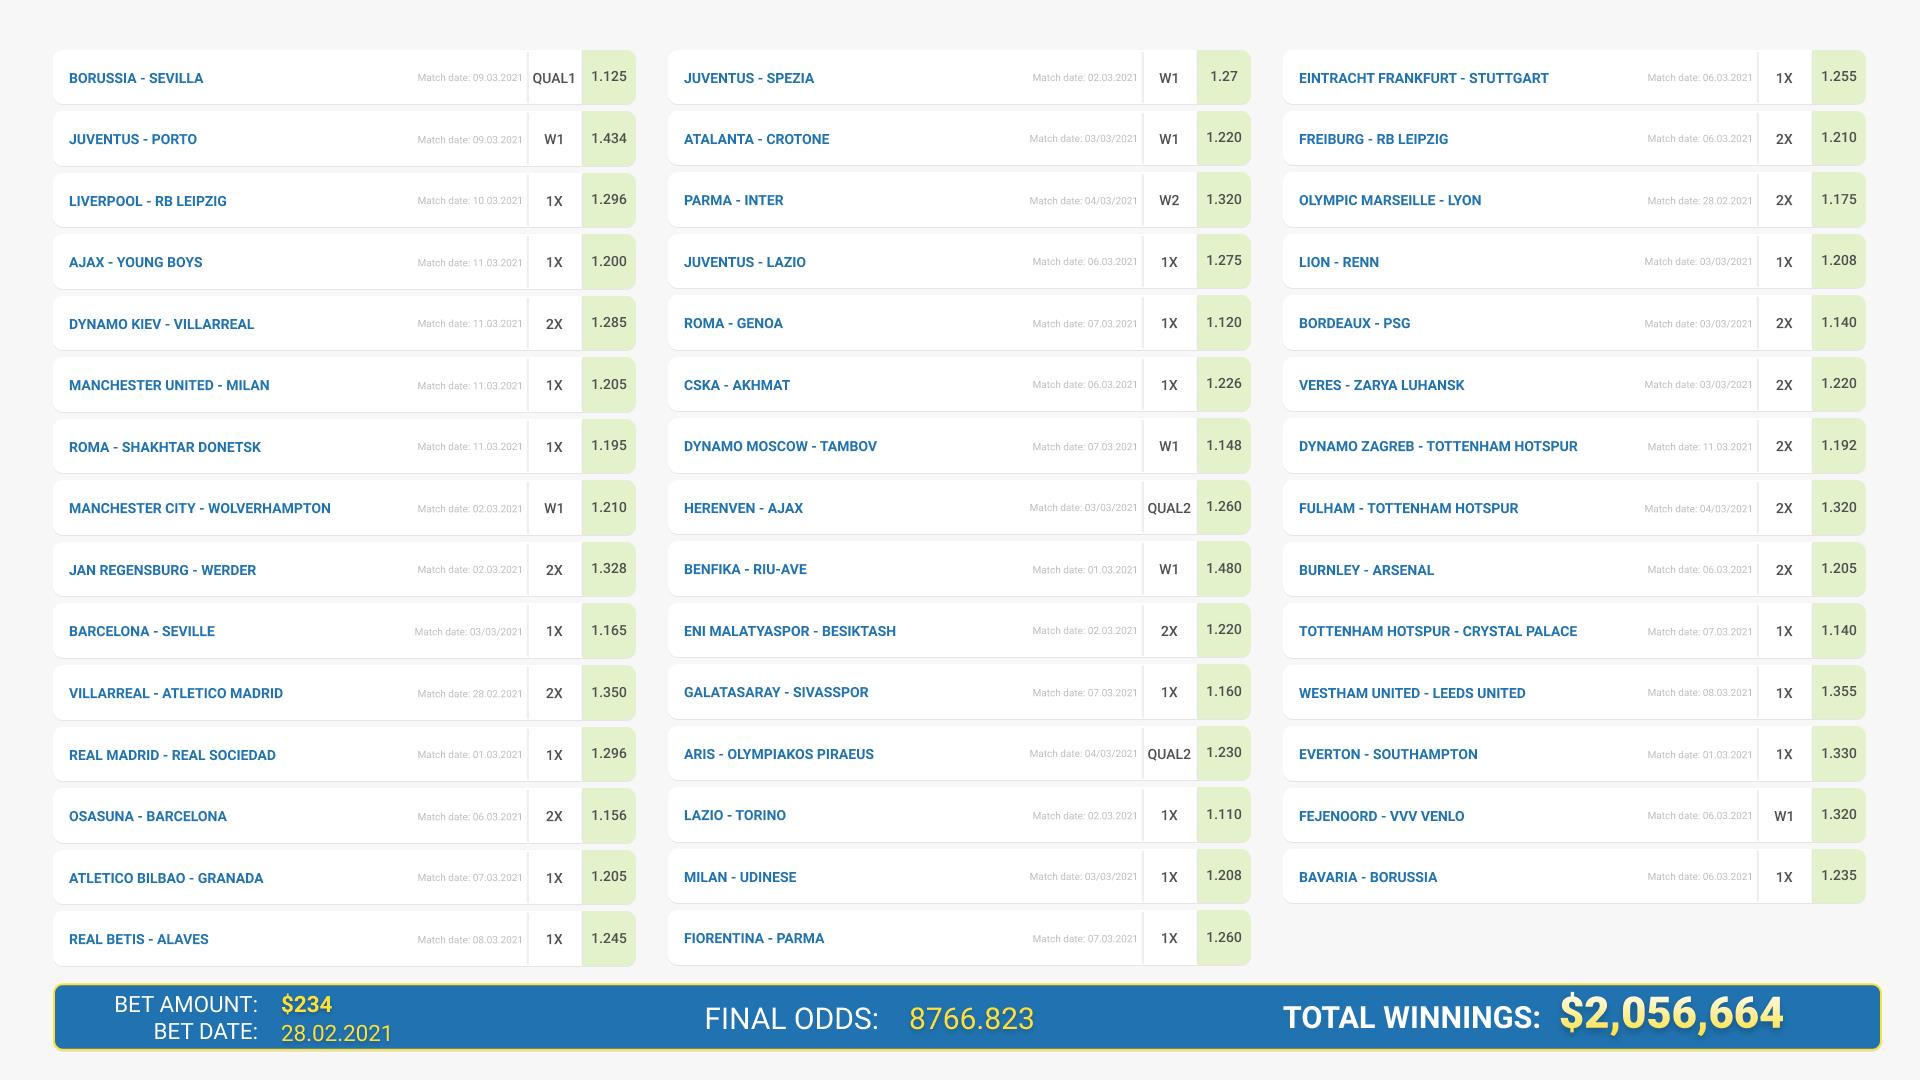 BORUSSIA - SEVILLA Match date: 09.03.2021 QUAL1 1.125
JUVENTUS - PORTO Match date: 09.03.2021 W1 1.434
LIVERPOOL - RB LEIPZIG Match date: 10.03.2021 1X 1.296
AJAX - YOUNG BOYS Match date: 11.03.2021 1X 1.200
DYNAMO KIEV - VILLARREAL Match date: 11.03.2021 2X 1.285
MANCHESTER UNITED - MILAN Match date: 11.03.2021 1X 1.205
ROMA - SHAKHTAR DONETSK Match date: 11.03.2021 1X 1.195
MANCHESTER CITY - WOLVERHAMPTON Match date: 02.03.2021 W1 1.210
JAN REGENSBURG - WERDER Match date: 02.03.2021 2X 1.328
BARCELONA - SEVILLE Match date: 03/03/2021 1X 1.165
VILLARREAL - ATLETICO MADRID Match date: 28.02.2021 2X 1.350
REAL MADRID - REAL SOCIEDAD Match date: 01.03.2021 1X 1.296
OSASUNA - BARCELONA Match date: 06.03.2021 2X 1.156
ATLETICO BILBAO - GRANADA Match date: 07.03.2021 1X 1.205
REAL BETIS - ALAVES Match date: 08.03.2021 1X 1.245
JUVENTUS - SPEZIA Match date: 02.03.2021 W1 1.27
ATALANTA - CROTONE Match date: 03/03/2021 W1 1.220
PARMA - INTER Match date: 04/03/2021 W2 1.320
JUVENTUS - LAZIO Match date: 06.03.2021 1X 1.275
ROMA - GENOA Match date: 07.03.2021 1X 1.120
CSKA - AKHMAT Match date: 06.03.2021 1X 1.226
DYNAMO MOSCOW - TAMBOV Match date: 07.03.2021 W1 1.148
HERENVEN - AJAX Match date: 03/03/2021 QUAL2 1.260
BENFIKA - RIU-AVE Match date: 01.03.2021 W1 1.480
ENI MALATYASPOR - BESIKTASH Match date: 02.03.2021 2X 1.220
GALATASARAY - SIVASSPOR Match date: 07.03.2021 1X 1.160
ARIS - OLYMPIAKOS PIRAEUS Match date: 04/03/2021 QUAL2 1.230
LAZIO - TORINO Match date: 02.03.2021 1X 1.110
MILAN - UDINESE Match date: 03/03/2021 1X 1.208
FIORENTINA - PARMA Match date: 07.03.2021 1X 1.260
EINTRACHT FRANKFURT - STUTTGART Match date: 06.03.2021 1X 1.255
FREIBURG - RB LEIPZIG Match date: 06.03.2021 2X 1.210
OLYMPIC MARSEILLE - LYON Match date: 28.02.2021 2X 1.175
LION - RENN Match date: 03/03/2021 1X 1.208
BORDEAUX - PSG Match date: 03/03/2021 2X 1.140
VERES - ZARYA LUHANSK Match date: 03/03/2021 2X 1.220
DYNAMO ZAGREB - TOTTENHAM HOTSPUR Match date: 11.03.2021 2X 1.192
FULHAM - TOTTENHAM HOTSPUR Match date: 04/03/2021 2X 1.320
BURNLEY - ARSENAL Match date: 06.03.2021 2X 1.205
TOTTENHAM HOTSPUR - CRYSTAL PALACE Match date: 07.03.2021 1X 1.140
WESTHAM UNITED - LEEDS UNITED Match date: 08.03.2021 1X 1.355
EVERTON - SOUTHAMPTON Match date: 01.03.2021 1X 1.330
FEJENOORD - VVV VENLO Match date: 06.03.2021 W1 1.320
BAVARIA - BORUSSIA Match date: 06.03.2021 1X 1.235
BET AMOUNT: $234
BET DATE: 28.02.2021
FINAL ODDS: 8766.823
TOTAL WINNINGS: $2,056,664